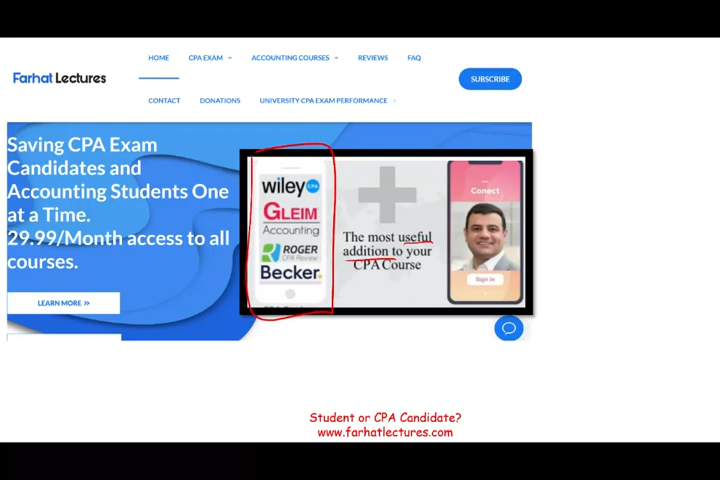 HOME CPA EXAM ACCOUNTING COURSES REVIEWS FAQ
Farhat Lectures
SUBSCRIBE
CONTACT DONATIONS UNIVERSITY CPA EXAM PERFORMANCE
Saving CPA Exam
Candidates and
Accounting Students One
at a Time.
29.99/Month access to all
courses.
LEARN MORE »
wiley CPA
GLEIM
Accounting
ROGER
CPA Review
Becker.
The most useful
addition to your
CPA Course
Conect
Sign in
Student or CPA Candidate?
www.farhatlectures.com